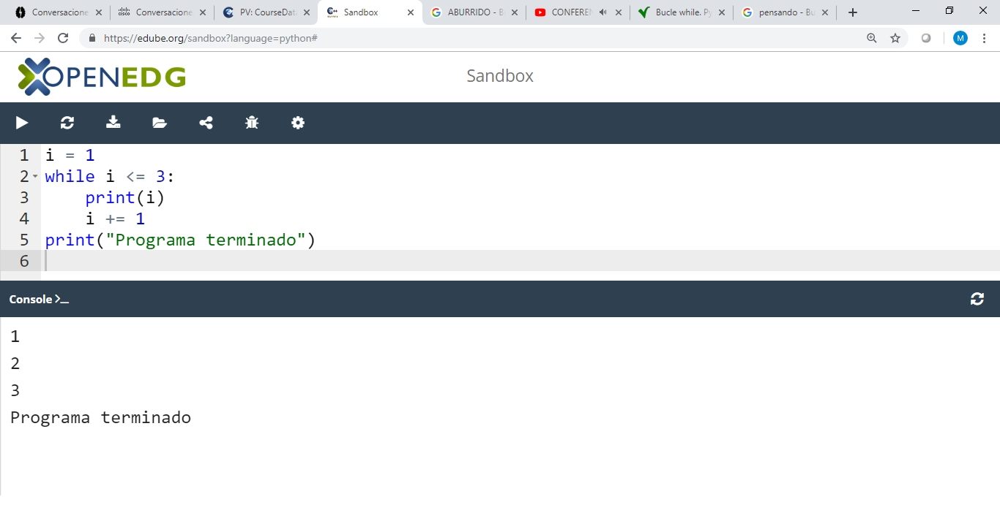 Conversacione
cisco Conversacione
PV: CourseDat
Sandbox
ABURRIDO - B
CONFEREN
Bucle while. Py
pensando - Bu
https://edube.org/sandbox?language=python#
M
OPENEDG
Sandbox
1 i = 1
2 while i <= 3:
3 print(i)
4 i += 1
5 print("Programa terminado")
6
Console >_
1
2
3
Programa terminado